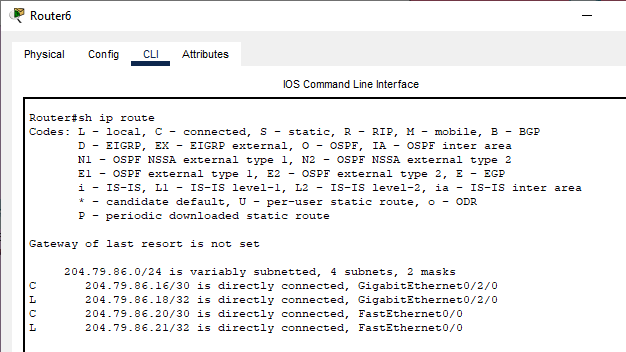 Router6
Physical Config CLI Attributes
IOS Command Line Interface
Router#sh ip route
Codes: L - local, C - connected, S - static, R - RIP, M - mobile, B - BGP
D - EIGRP, EX - EIGRP external, O - OSPF, IA - OSPF inter area
N1 - OSPF NSSA external type 1, N2 - OSPF NSSA external type 2
E1 - OSPF external type 1, E2 - OSPF external type 2, E - EGP
i - IS-IS, L1 - IS-IS level-1, L2 - IS-IS level-2, ia - IS-IS inter area
* - candidate default, U - per-user static route, o - ODR
P - periodic downloaded static route
Gateway of last resort is not set
204.79.86.0/24 is variably subnetted, 4 subnets, 2 masks
C 204.79.86.16/30 is directly connected, GigabitEthernet0/2/0
L 204.79.86.18/32 is directly connected, GigabitEthernet0/2/0
C 204.79.86.20/30 is directly connected, FastEthernet0/0
L 204.79.86.21/32 is directly connected, FastEthernet0/0